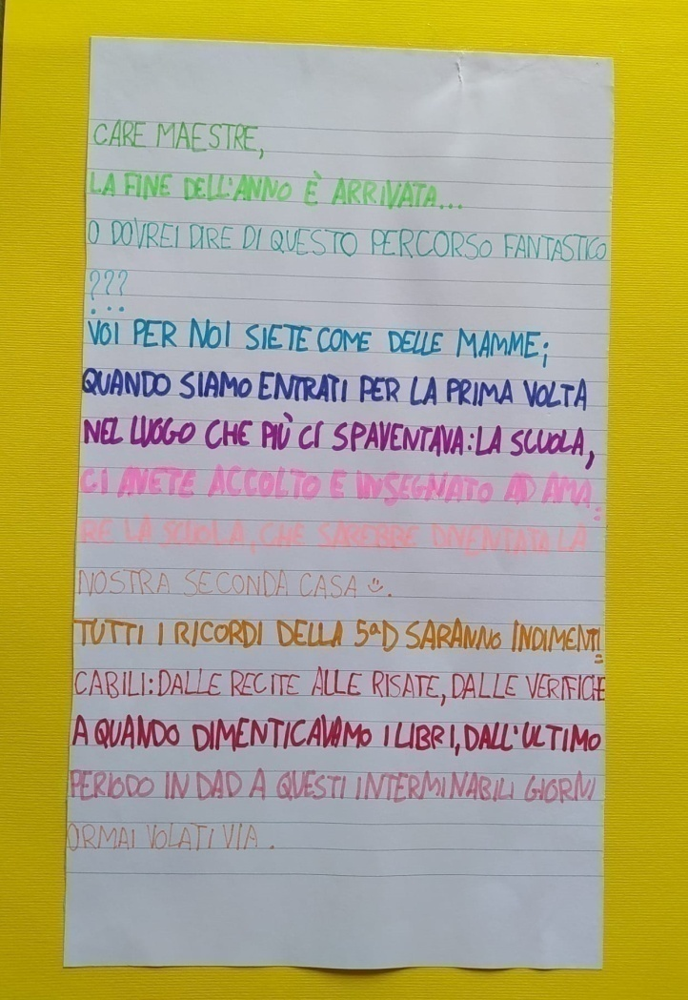 CARE MAESTRE,
LA FINE DELL'ANNO È ARRIVATA...
O DOVREI DIRE DI QUESTO PERCORSO FANTASTICO
???
VOI PER NOI SIETE COME DELLE MAMME;
QUANDO SIAMO ENTRATI PER LA PRIMA VOLTA
NEL LUOGO CHE PIÙ CI SPAVENTAVA: LA SCUOLA,
CI AVETE ACCOLTO E INSEGNATO AD AMA=
RE LA SCUOLA, CHE SAREBBE DIVENTATA LA
NOSTRA SECONDA CASA ☺.
TUTTI I RICORDI DELLA 5ªD SARANNO INDIMENTI=
CABILI: DALLE RECITE ALLE RISATE, DALLE VERIFICHE
A QUANDO DIMENTICAVAMO I LIBRI, DALL'ULTIMO
PERIODO IN DAD A QUESTI INTERMINABILI GIORNI
ORMAI VOLATI VIA.